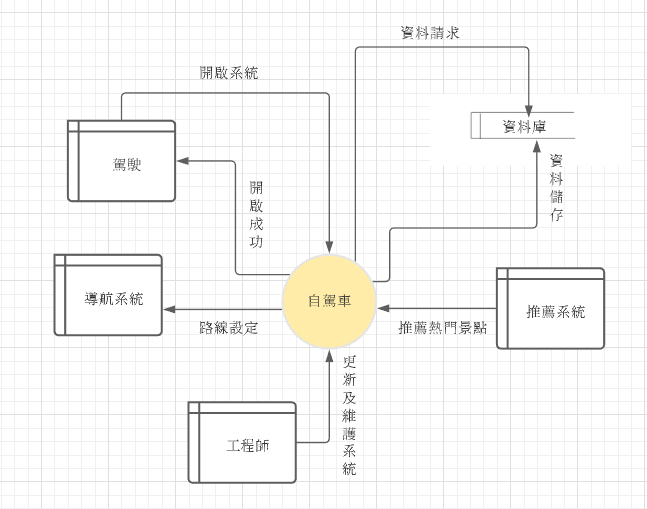 資料請求
開啟系統
資料庫
駕駛
資料儲存
開啟成功
導航系統
自駕車
推薦系統
路線設定
推薦熱門景點
更新及維護系統
工程師